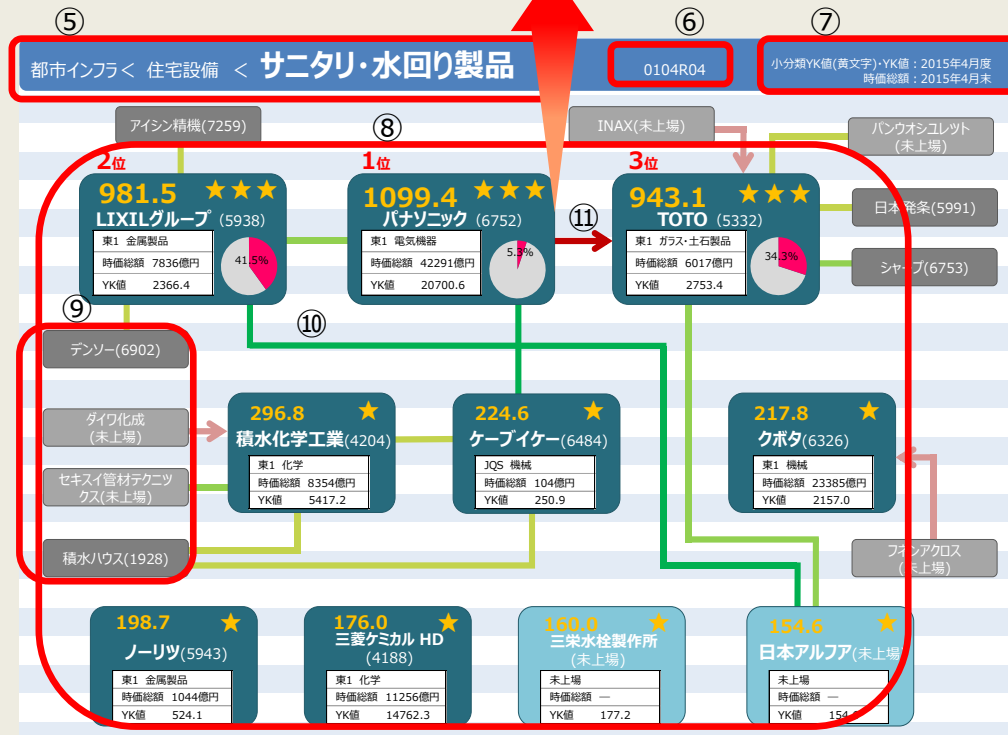 ⑤
⑥
⑦
都市インフラ< 住宅設備 < サニタリ・水回り製品
0104R04
小分類YK値(黄文字)・YK値：2015年4月度
時価総額：2015年4月末
アイシン精機(7259)
⑧
INAX(未上場)
パンウオシユレット
(未上場)
2位
981.5 ★★★
LIXILグループ (5938)
東1 金属製品
時価総額 7836億円
YK値 2366.4
41.5%
1位
1099.4 ★★★
パナソニック (6752)
東1 電気機器
時価総額 42291億円
YK値 20700.6
5.3%
⑪
3位
943.1 ★★★
TOTO (5332)
東1 ガラス・土石製品
時価総額 6017億円
YK値 2753.4
34.3%
日本発条(5991)
シャープ(6753)
⑨
⑩
デンソー(6902)
ダイワ化成
(未上場)
セキスイ管材テクニッ
クス(未上場)
積水ハウス(1928)
296.8 ★
積水化学工業(4204)
東1 化学
時価総額 8354億円
YK値 5417.2
224.6 ★
ケーブイケー(6484)
JQS 機械
時価総額 104億円
YK値 250.9
217.8 ★
クボタ(6326)
東1 機械
時価総額 23385億円
YK値 2157.0
フネンアクロス
(未上場)
198.7 ★
ノーリツ(5943)
東1 金属製品
時価総額 1044億円
YK値 524.1
176.0 ★
三菱ケミカル HD
(4188)
東1 化学
時価総額 11256億円
YK値 14762.3
160.0 ★
三栄水栓製作所
(未上場)
未上場
時価総額 —
YK値 177.2
154.6 ★
日本アルファ(未上場
未上場
時価総額 —
YK値 154.